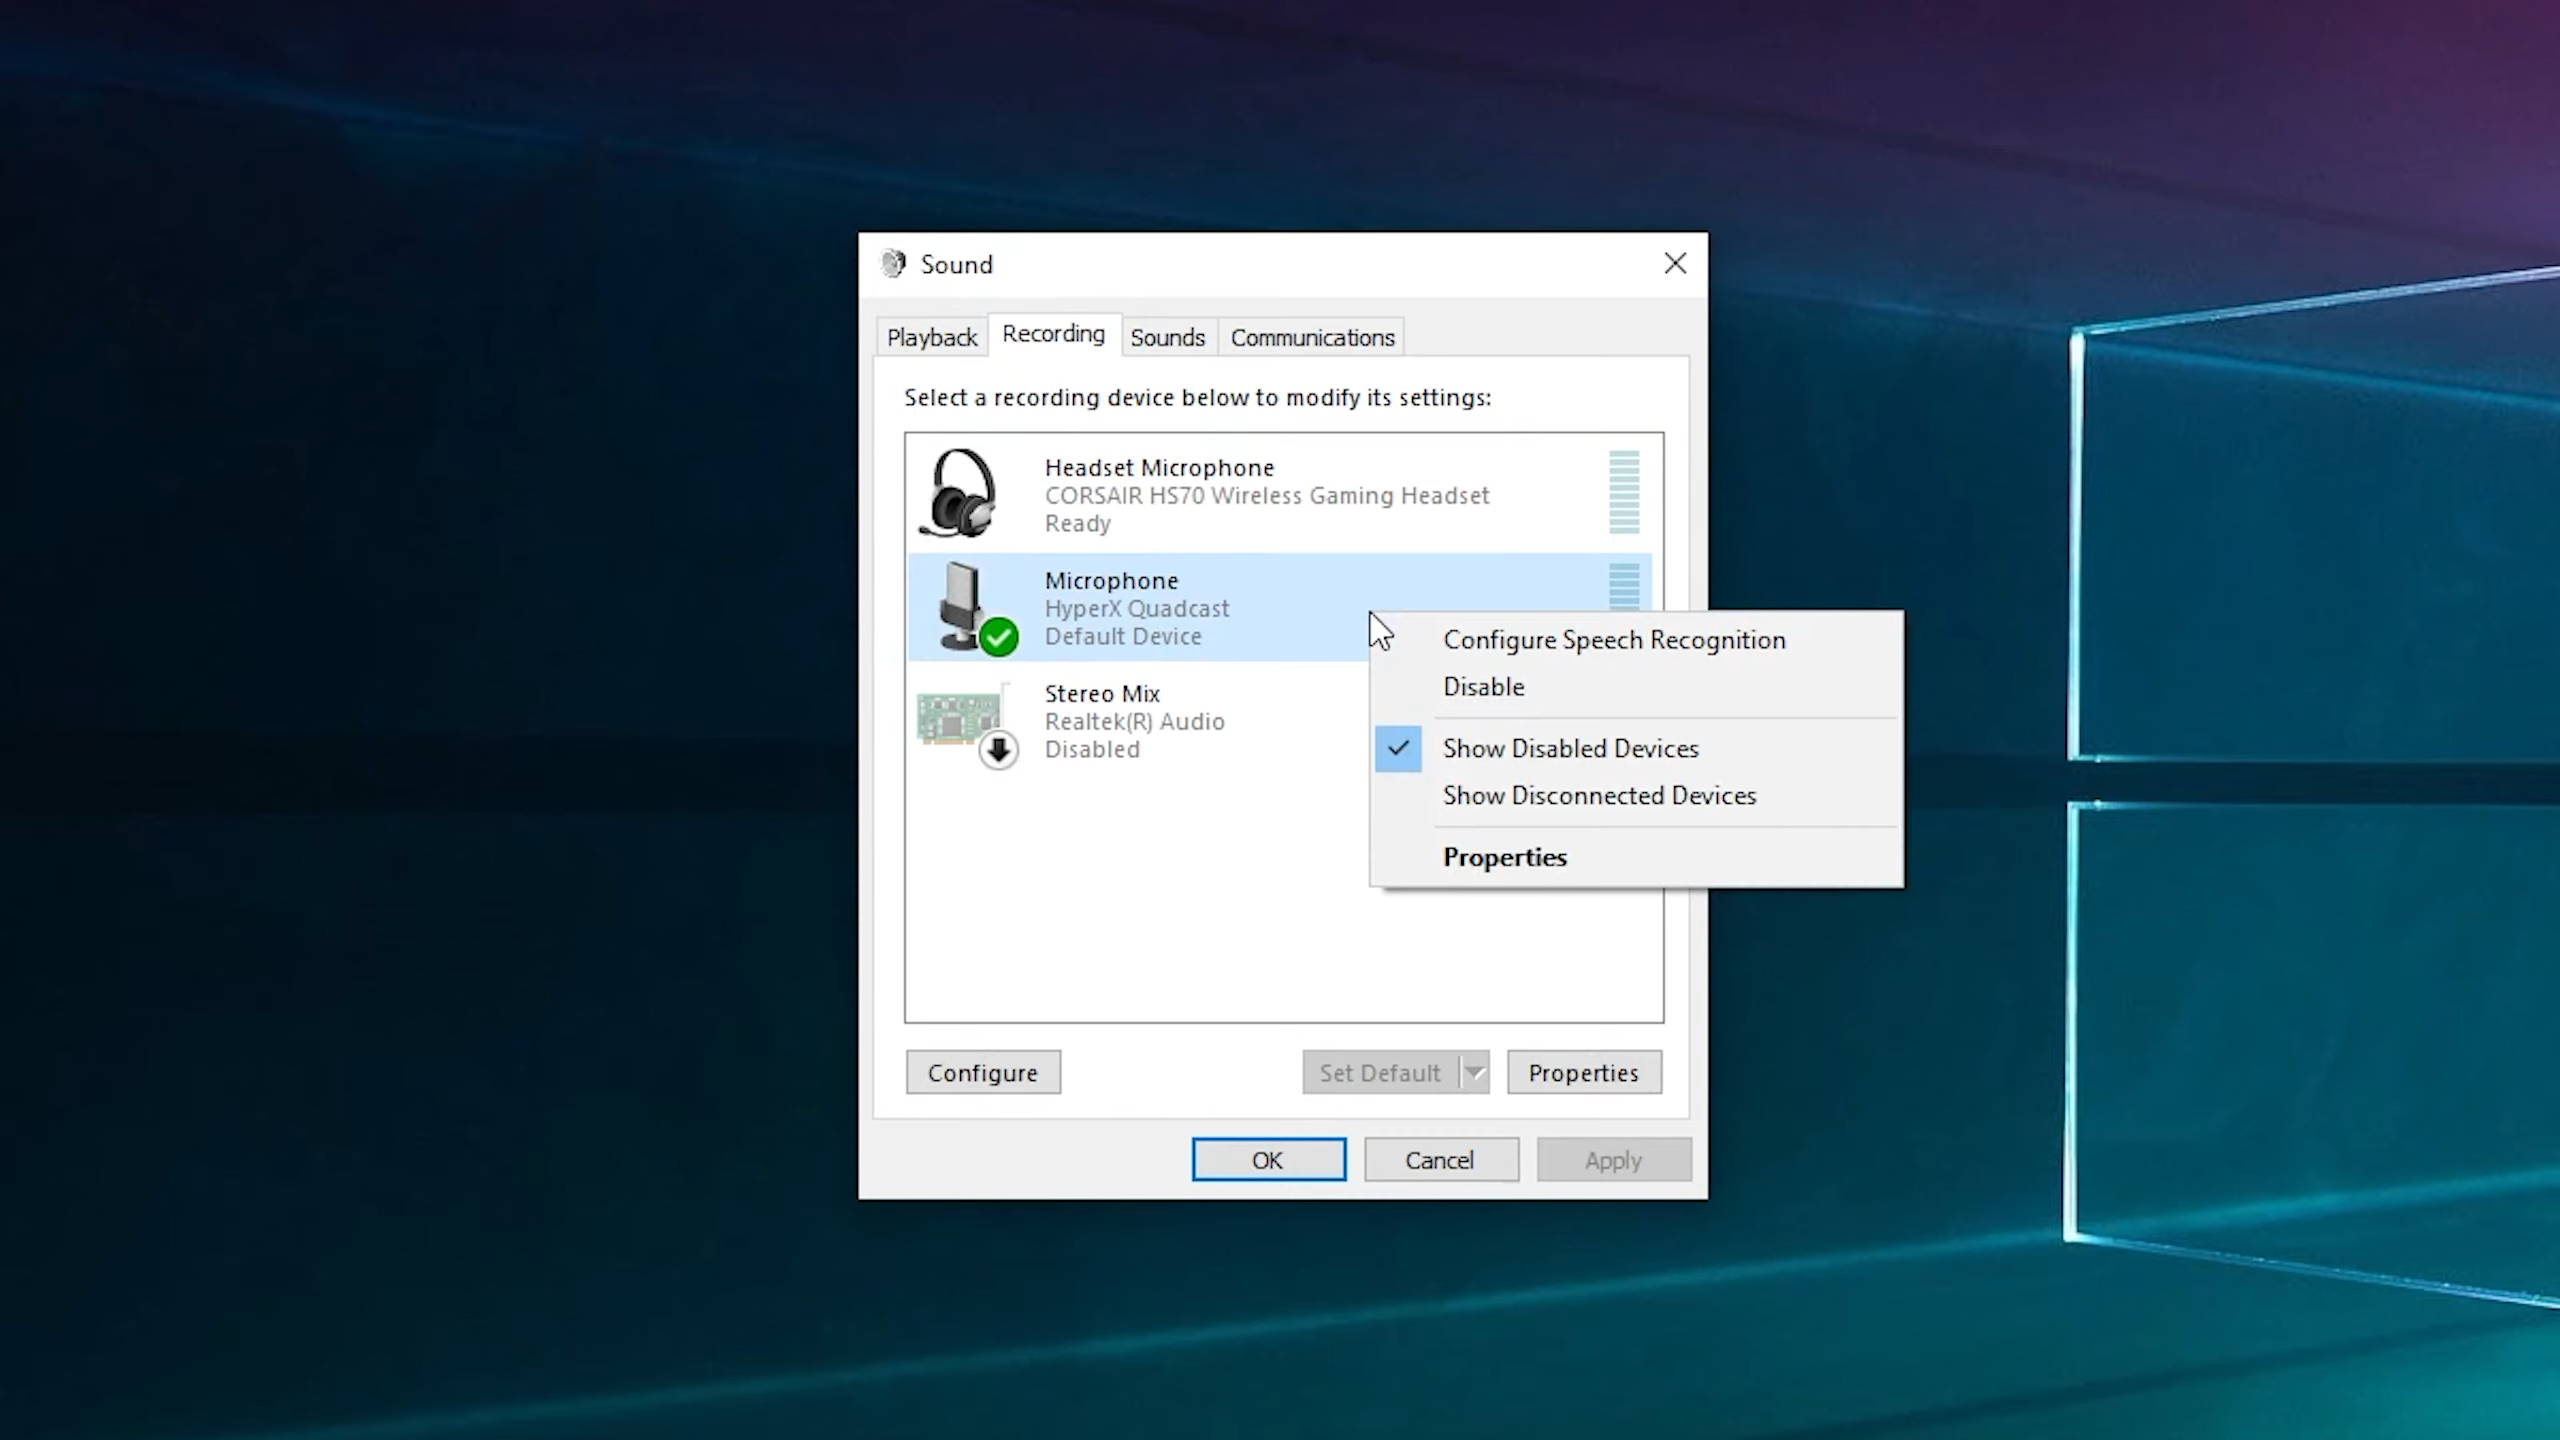 Sound
Playback
Recording
Sounds
Communications
Select a recording device below to modify its settings:
Headset Microphone
CORSAIR HS70 Wireless Gaming Headset
Ready
Microphone
HyperX Quadcast
Default Device
Stereo Mix
Realtek(R) Audio
Disabled
Configure Speech Recognition
Disable
Show Disabled Devices
Show Disconnected Devices
Properties
Configure
Set Default
Properties
OK
Cancel
Apply